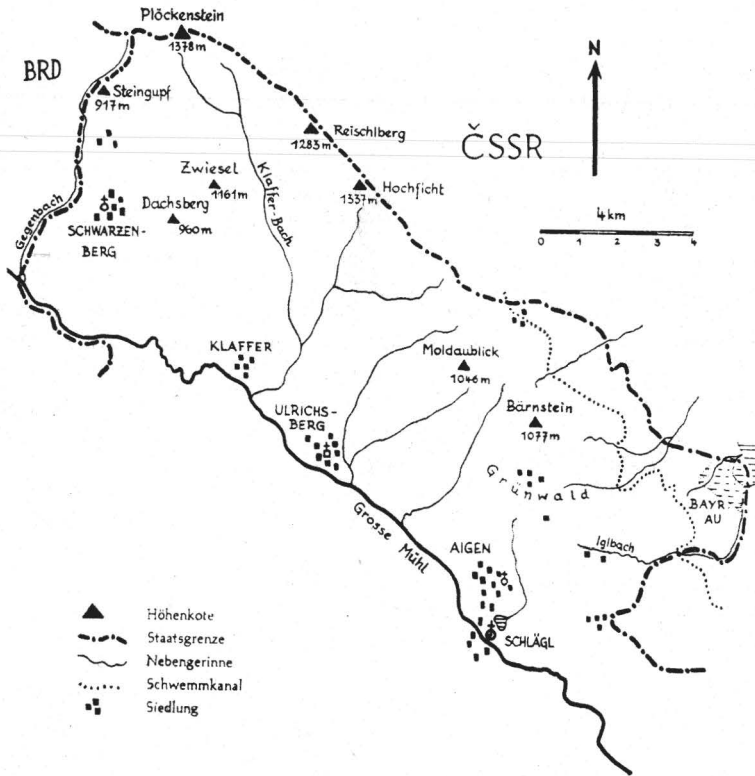 Plöckenstein
1378m
BRD
Steingupf
917m
N
Reischlberg
1283m
ČSSR
Zwiesel
1161m
Klaffer-Bach
Hochficht
1337m
Dachsberg
960m
Gegenbach
SCHWARZEN-
BERG
4km
0 1 2 3 4
KLAFFER
Moldaublick
1046m
ULRICHS-
BERG
Bärnstein
1077m
Grünwald
BAYR
AU
Grosse Mühl
AIGEN
Iglbach
SCHLÄGL
Höhenkote
Staatsgrenze
Nebengerinne
Schwemmkanal
Siedlung